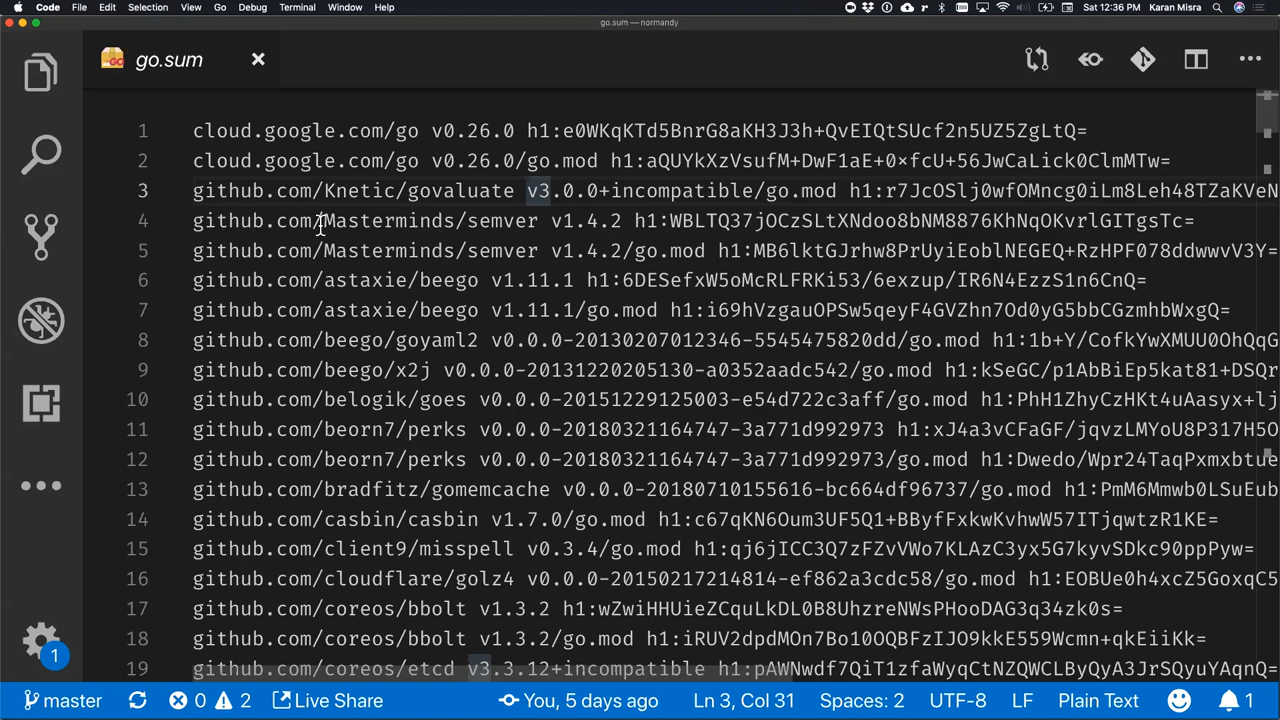 Code File Edit Selection View Go Debug Terminal Window Help Sat 12:36 PM Karan Misra
go.sum — normandy
go.sum
1 cloud.google.com/go v0.26.0 h1:e0WKqKTd5BnrG8aKH3J3h+QvEIQtSUcf2n5UZ5ZgLtQ=
2 cloud.google.com/go v0.26.0/go.mod h1:aQUYkXzVsufM+DwF1aE+0xfcU+56JwCaLick0ClmMTw=
3 github.com/Knetic/govaluate v3.0.0+incompatible/go.mod h1:r7JcOSlj0wfOMncg0iLm8Leh48TZaKVeN
4 github.com/Masterminds/semver v1.4.2 h1:WBLTQ37jOCzSLtXNdoo8bNM8876KhNqOKvrlGITgsTc=
5 github.com/Masterminds/semver v1.4.2/go.mod h1:MB6lktGJrhw8PrUyiEoblNEGEQ+RzHPF078ddwwvV3Y=
6 github.com/astaxie/beego v1.11.1 h1:6DESefxW5oMcRLFRKi53/6exzup/IR6N4EzzS1n6CnQ=
7 github.com/astaxie/beego v1.11.1/go.mod h1:i69hVzgauOPSw5qeyF4GVZhn7Od0yG5bbCGzmhbWxgQ=
8 github.com/beego/goyaml2 v0.0.0-20130207012346-5545475820dd/go.mod h1:1b+Y/CofkYwXMUU0OhQqG
9 github.com/beego/x2j v0.0.0-20131220205130-a0352aadc542/go.mod h1:kSeGC/p1AbBiEp5kat81+DSQr
10 github.com/belogik/goes v0.0.0-20151229125003-e54d722c3aff/go.mod h1:PhH1ZhyCzHKt4uAasyx+lj
11 github.com/beorn7/perks v0.0.0-20180321164747-3a771d992973 h1:xJ4a3vCFaGF/jqvzLMYoU8P317H5O
12 github.com/beorn7/perks v0.0.0-20180321164747-3a771d992973/go.mod h1:Dwedo/Wpr24TaqPxmxbtue
13 github.com/bradfitz/gomemcache v0.0.0-20180710155616-bc664df96737/go.mod h1:PmM6Mmwb0LSuEub
14 github.com/casbin/casbin v1.7.0/go.mod h1:c67qKN6Oum3UF5Q1+BByfFxkwKvhwW57ITjqwtzR1KE=
15 github.com/client9/misspell v0.3.4/go.mod h1:qj6jICC3Q7zFZvVWo7KLAzC3yx5G7kyvSDkc90ppPyw=
16 github.com/cloudflare/golz4 v0.0.0-20150217214814-ef862a3cdc58/go.mod h1:EOBUe0h4xcZ5GoxqC5
17 github.com/coreos/bbolt v1.3.2 h1:wZwiHHUieZCquLkDL0B8UhzreNWsPHooDAG3q34zk0s=
18 github.com/coreos/bbolt v1.3.2/go.mod h1:iRUV2dpdMOn7Bo10OQBFzIJO9kkE559Wcmn+qkEiiKk=
19 github.com/coreos/etcd v3.3.12+incompatible h1:pAWNwdf7QiT1zfaWyqCtNZQWCLByQyA3JrSQyuYAqnQ=
1 master 0 2 Live Share You, 5 days ago Ln 3, Col 31 Spaces: 2 UTF-8 LF Plain Text 1